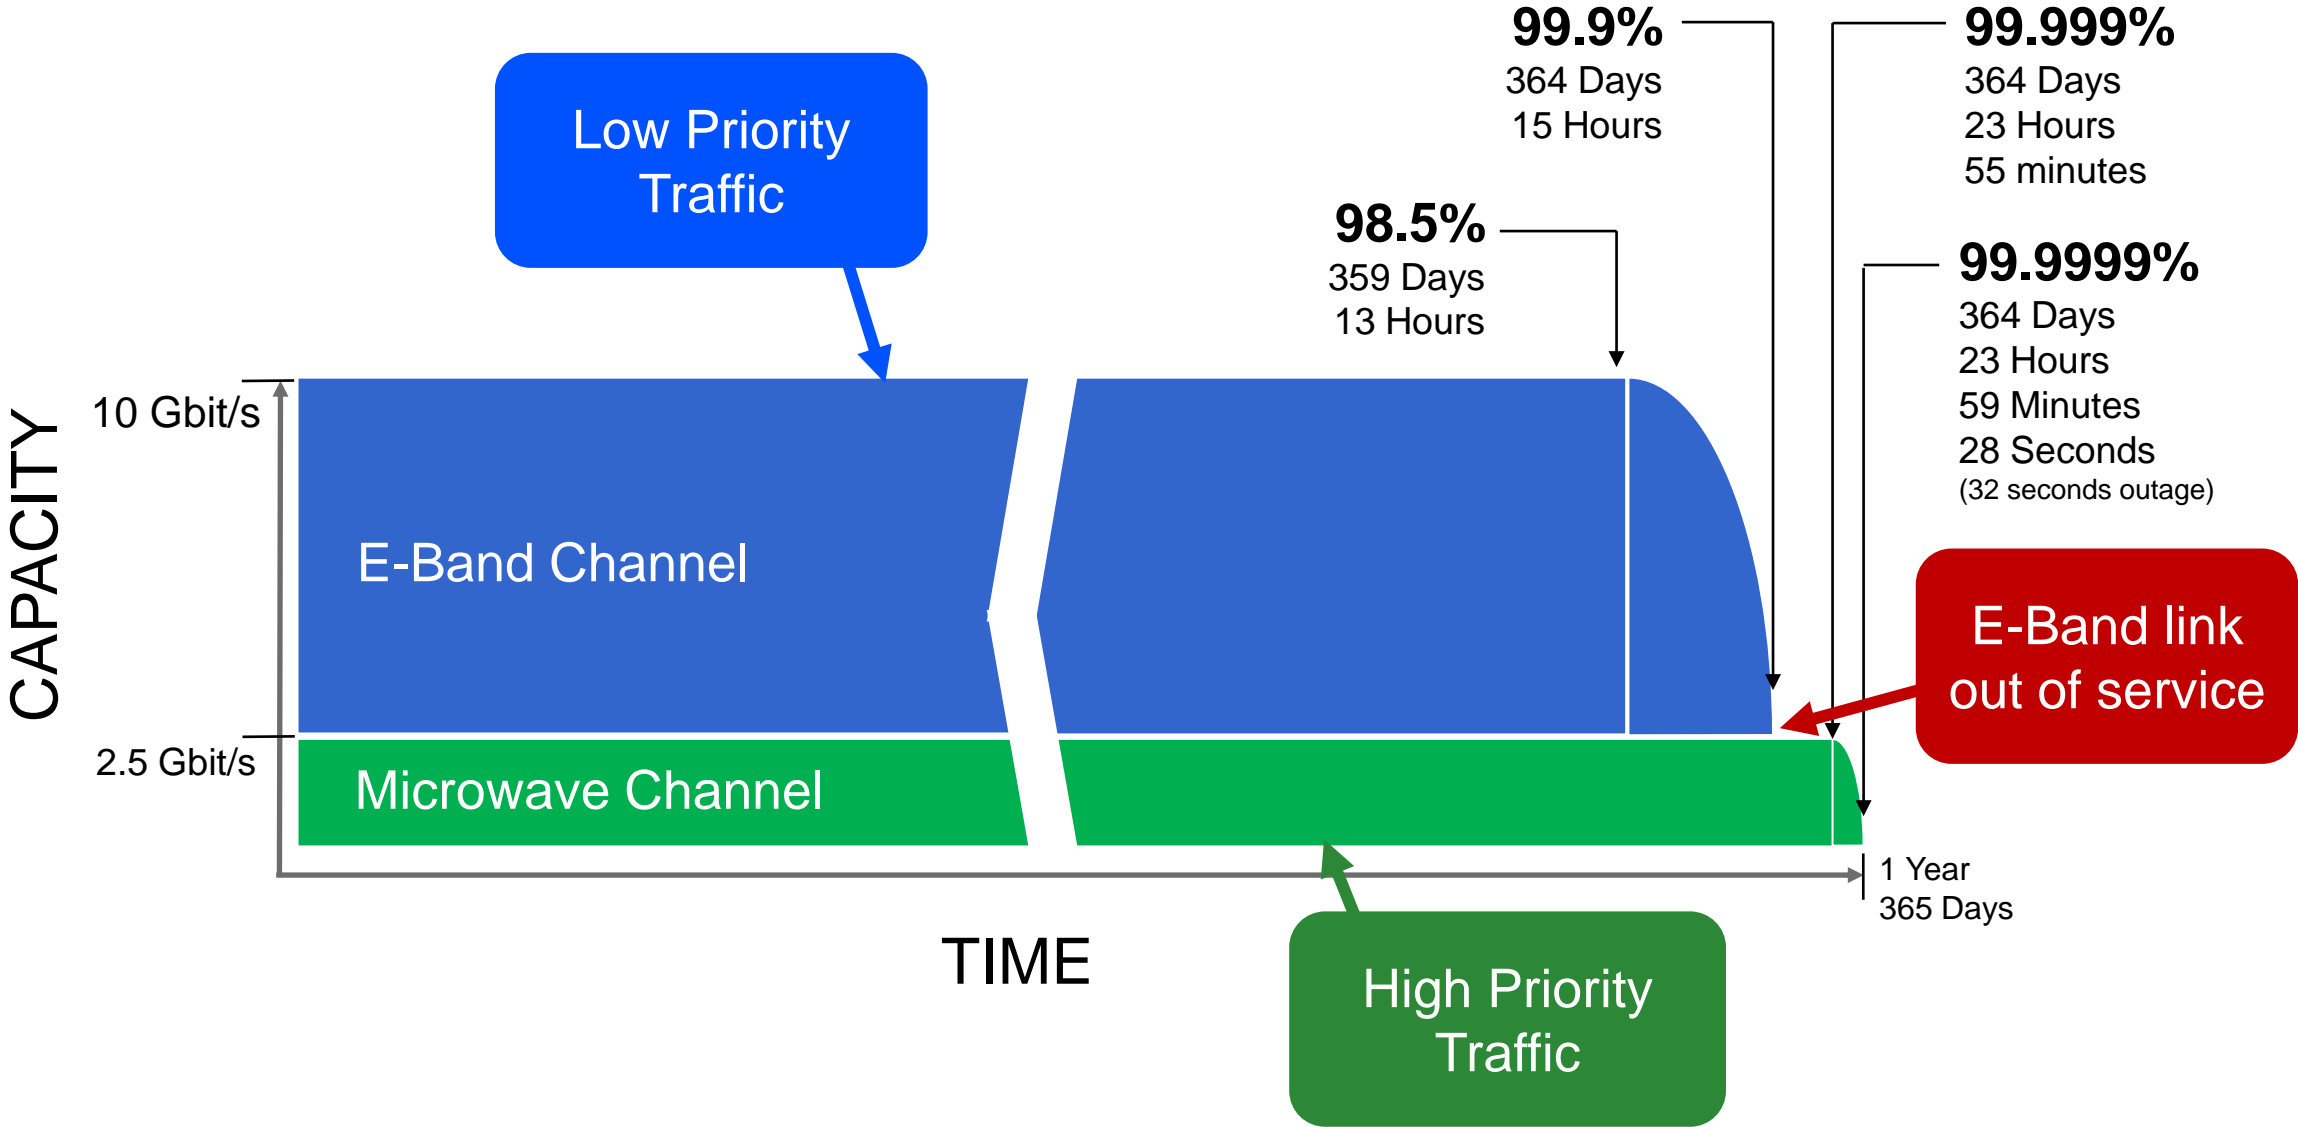 99.9%
364 Days
15 Hours
99.999%
364 Days
23 Hours
55 minutes
Low Priority
Traffic
98.5%
359 Days
13 Hours
99.9999%
364 Days
23 Hours
59 Minutes
28 Seconds
(32 seconds outage)
CAPACITY
10 Gbit/s
E-Band Channel
E-Band link
out of service
2.5 Gbit/s
Microwave Channel
1 Year
365 Days
TIME
High Priority
Traffic